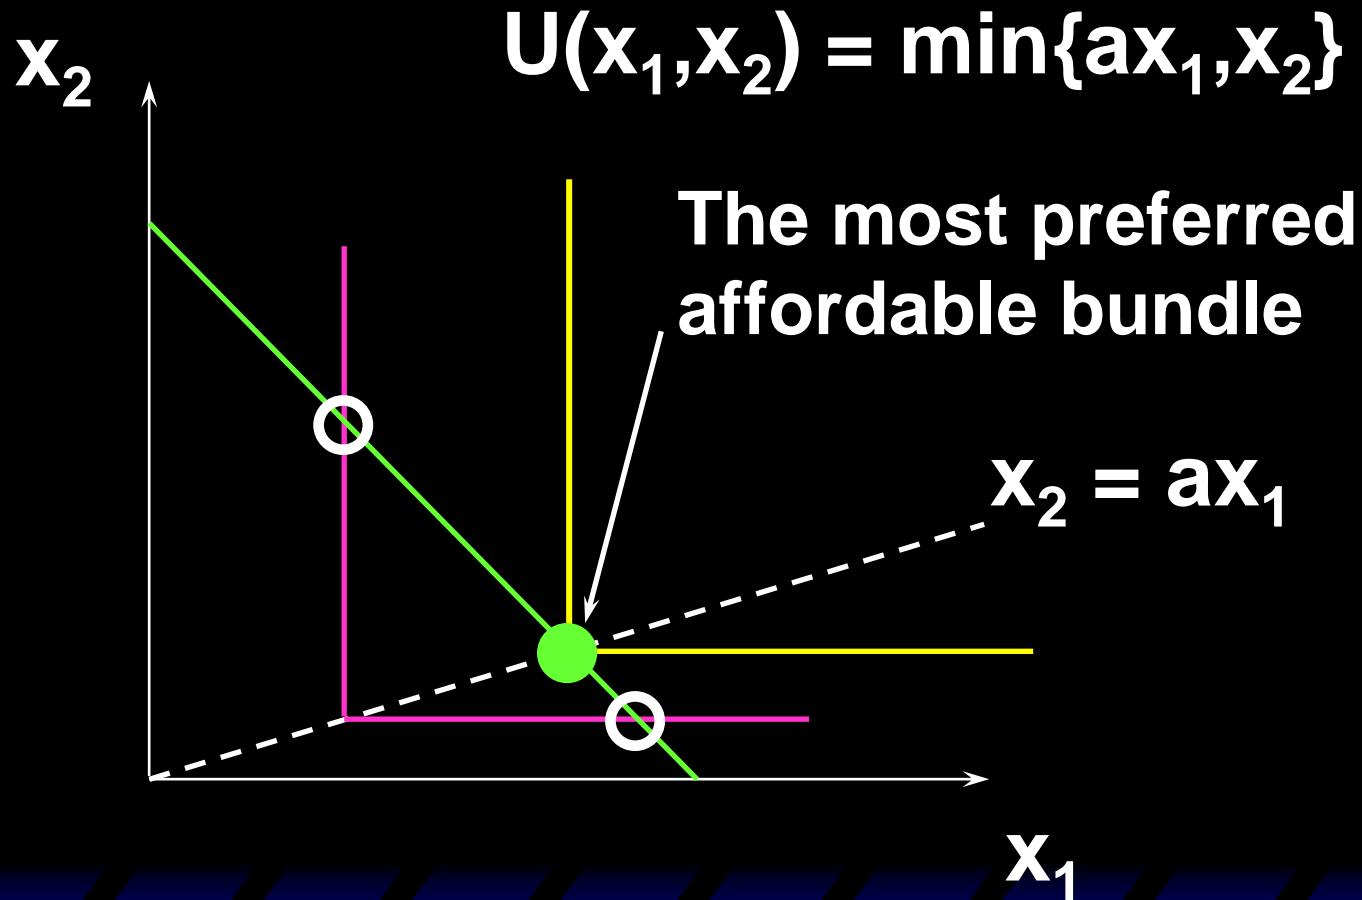 x₂
U(x₁,x₂) = min{ax₁,x₂}
The most preferred
affordable bundle
x₂ = ax₁
x₁